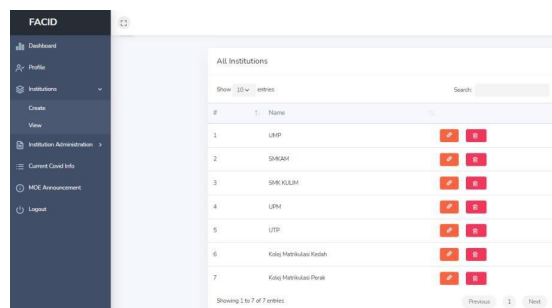 FACID
Dashboard
Profile
Institutions
Create
View
Institution Administration
Current Covid Info
MOE Announcement
Logout
All Institutions
Show 10 entries
Search:
# Name
1 UMP
2 SMKAM
3 SMK KULIM
4 UPM
5 UTP
6 Kolej Matrikulasi Kedah
7 Kolej Matrikulasi Perak
Showing 1 to 7 of 7 entries
Previous 1 Next